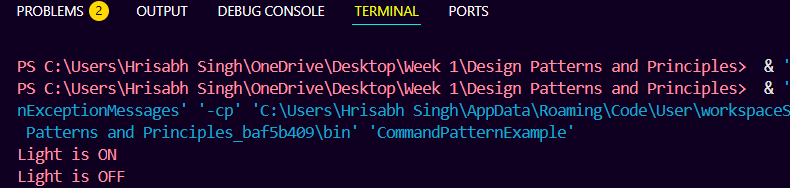 PROBLEMS 2 OUTPUT DEBUG CONSOLE TERMINAL PORTS
PS C:\Users\Hrisabh Singh\OneDrive\Desktop\Week 1\Design Patterns and Principles>  & '
PS C:\Users\Hrisabh Singh\OneDrive\Desktop\Week 1\Design Patterns and Principles>  & '
nExceptionMessages' '-cp' 'C:\Users\Hrisabh Singh\AppData\Roaming\Code\User\workspaceS
 Patterns and Principles_baf5b409\bin' 'CommandPatternExample'
Light is ON
Light is OFF